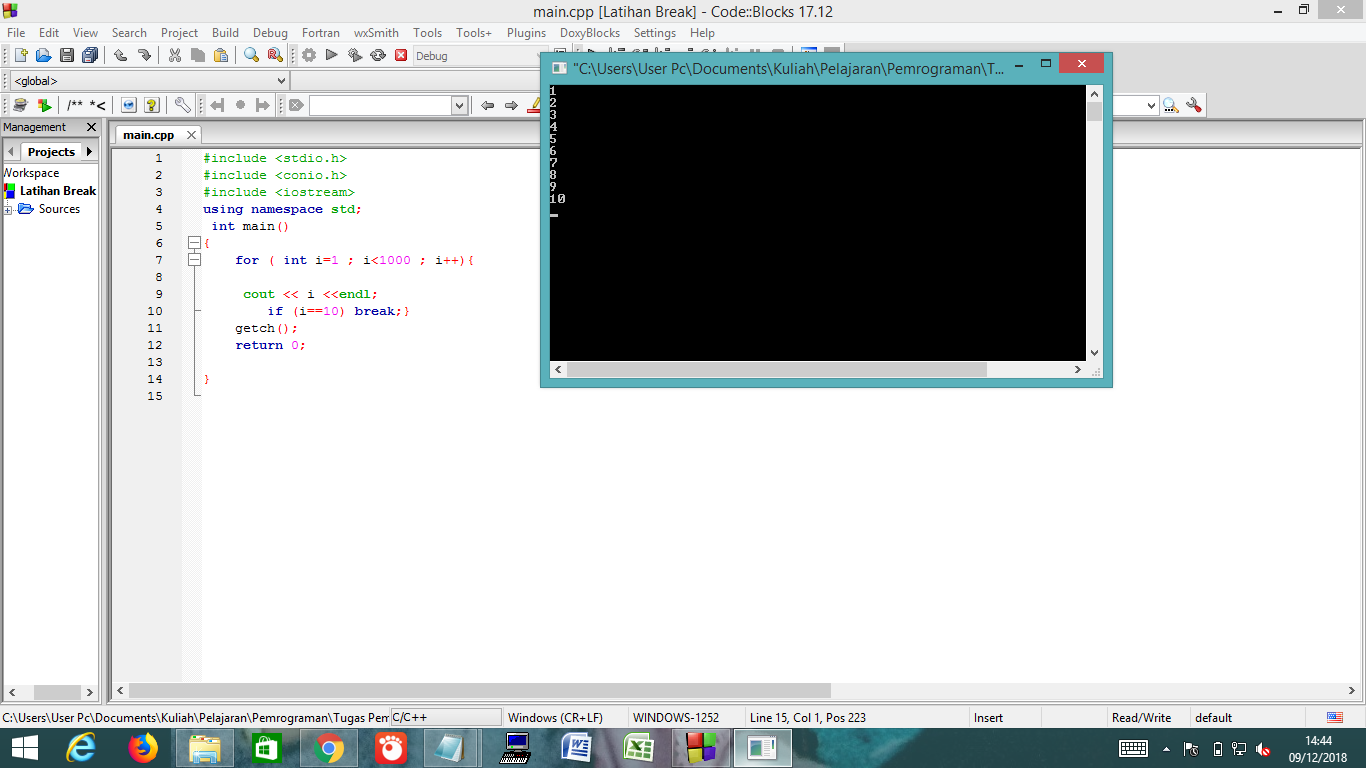 main.cpp [Latihan Break] - Code::Blocks 17.12
File Edit View Search Project Build Debug Fortran wxSmith Tools Tools+ Plugins DoxyBlocks Settings Help
Debug
<global>
/** *<
Management
main.cpp
Projects
Workspace
Latihan Break
Sources
1 #include <stdio.h>
2 #include <conio.h>
3 #include <iostream>
4 using namespace std;
5 int main()
6 {
7 for ( int i=1 ; i<1000 ; i++){
8
9 cout << i <<endl;
10 if (i==10) break;}
11 getch();
12 return 0;
13
14 }
15
"C:\Users\User Pc\Documents\Kuliah\Pelajaran\Pemrograman\T...
1
2
3
4
5
6
7
8
9
10
C:\Users\User Pc\Documents\Kuliah\Pelajaran\Pemrograman\Tugas Pem C/C++ Windows (CR+LF) WINDOWS-1252 Line 15, Col 1, Pos 223 Insert Read/Write default
14:44
09/12/2018